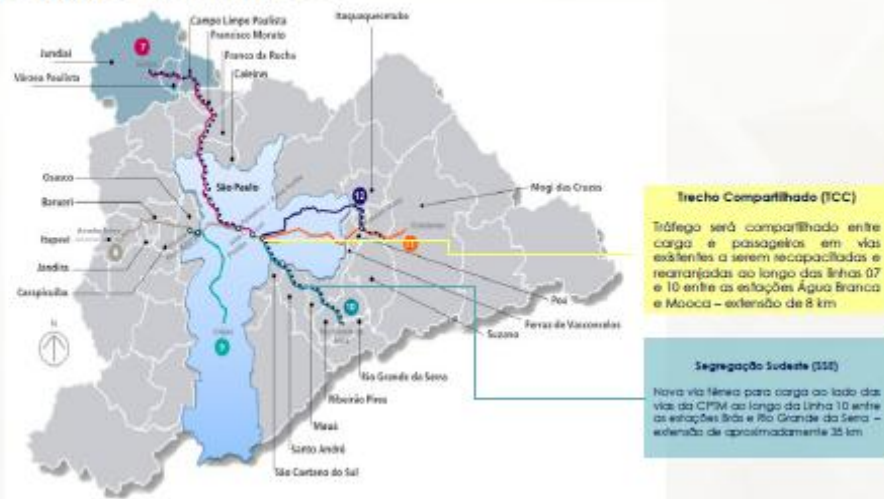 Itaquaquecetuba
Campo Limpo Paulista
Francisco Morato
Franco da Rocha
Caieiras
Jundiaí
Várzea Paulista
7
Osasco
Barueri
Itapevi
Jandira
Carapicuíba
São Paulo
12
Mogi das Cruzes
11
8
9
10
N
Poá
Ferraz de Vasconcelos
Suzano
Rio Grande da Serra
Ribeirão Pires
Mauá
Santo André
São Caetano do Sul
Trecho Compartilhado (TCC)
Tráfego será compartilhado entre
carga e passageiros em vias
existentes a serem recapacitadas e
rearranjadas ao longo das linhas 07
e 10 entre as estações Água Branca
e Mooca – extensão de 8 km
Segregação Sudeste (SSE)
Nova via férrea para carga ao lado das
vias da CPTM ao longo da Linha 10 entre
as estações Brás e Rio Grande da Serra –
extensão de aproximadamente 35 km